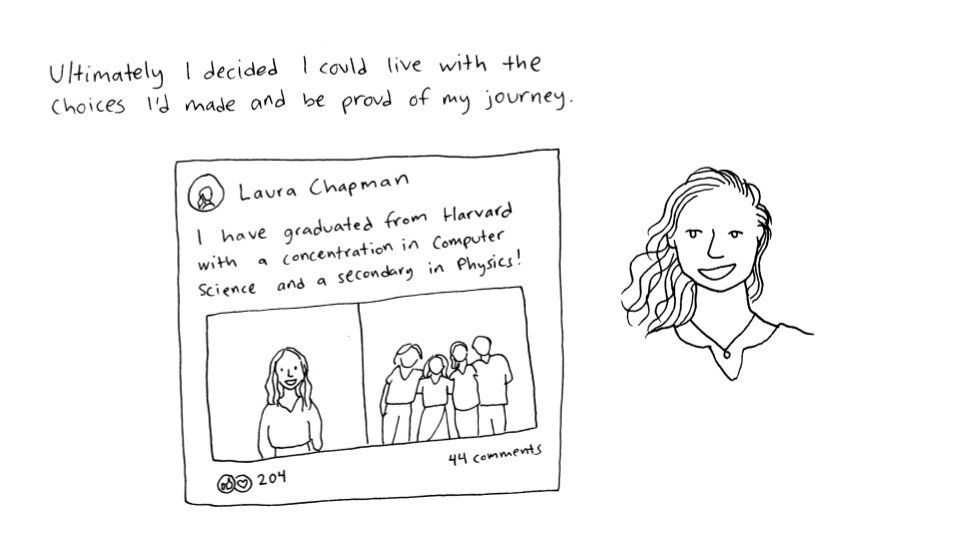 Ultimately I decided I could live with the
choices I'd made and be proud of my journey.
Laura Chapman
I have graduated from Harvard
with a concentration in Computer
Science and a secondary in Physics!
204
44 comments